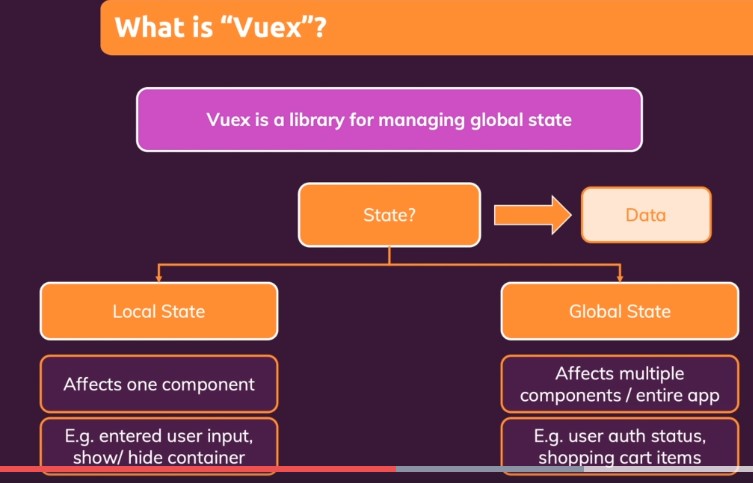 What is “Vuex”?
Vuex is a library for managing global state
State?
Data
Local State
Global State
Affects one component
Affects multiple
components / entire app
E.g. entered user input,
show/ hide container
E.g. user auth status,
shopping cart items